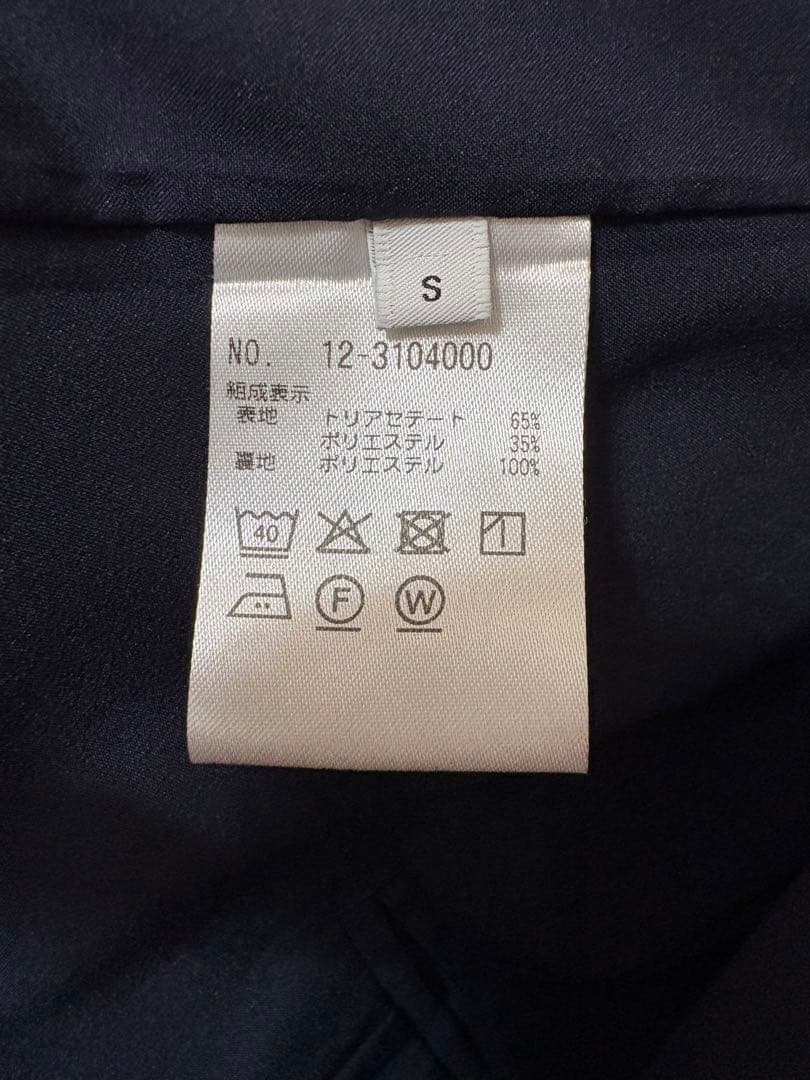 S
NO. 12-3104000
組成表示
表地 トリアセテート 65%
ポリエステル 35%
裏地 ポリエステル 100%
40
F W